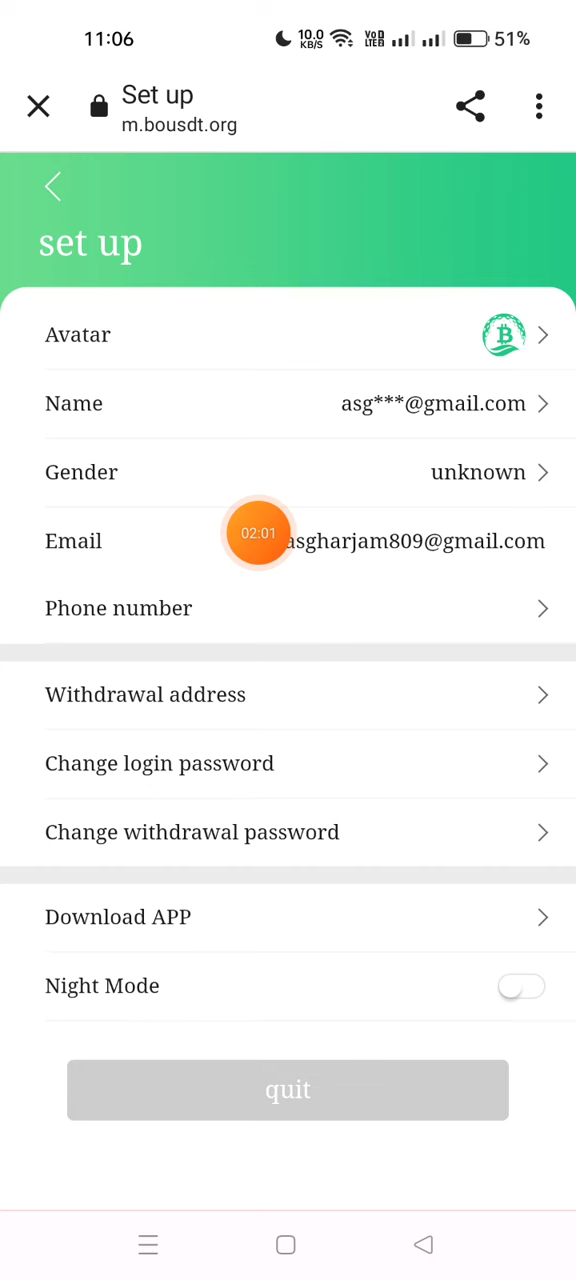 11:06 10.0 KB/S Vo LTE2 51%
Set up
m.bousdt.org
set up
Avatar
Name asg***@gmail.com
Gender unknown
Email 02:01 asgharjam809@gmail.com
Phone number
Withdrawal address
Change login password
Change withdrawal password
Download APP
Night Mode
quit